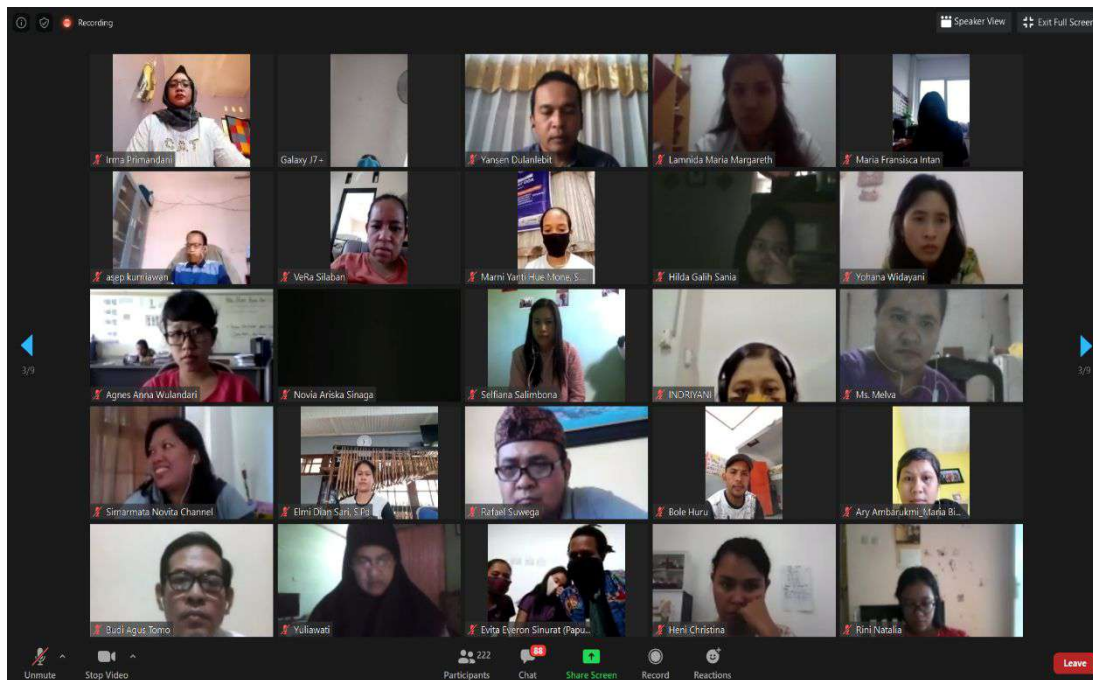 Recording
Speaker View
Exit Full Screen
Irma Primandani
Galaxy J7+
Yansen Dulanlebit
Lamnida Maria Margareth
Maria Fransisca Intan
asep kurniawan
VeRa Silaban
Marni Yanti Hue Mone, S...
Hilda Galih Sania
Yohana Widayani
3/9
Agnes Anna Wulandari
Novia Ariska Sinaga
Selfiana Salimbona
INDRIYANI
Ms. Melva
3/9
Simarmata Novita Channel
Elmi Dian Sari, S.Pd
Rafael Suwega
Bole Huru
Ary Ambarukmi_Maria Bi...
Budi Agus Tomo
Yuliawati
Evita Everon Sinurat (Papu...
Heni Christina
Rini Natalia
Unmute
Stop Video
Participants
222
Chat
88
Share Screen
Record
Reactions
Leave